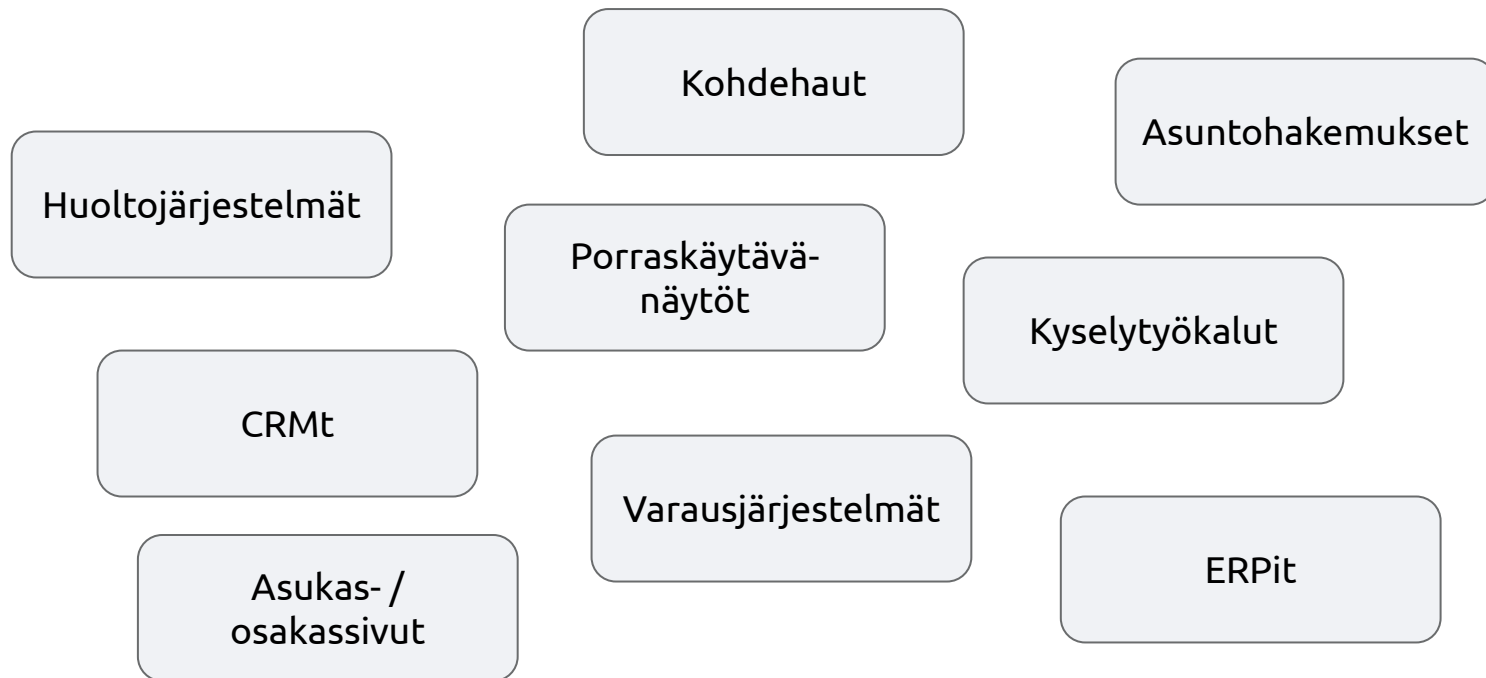 Kohdehaut
Asuntohakemukset
Huoltojärjestelmät
Porraskäytävä-
näytöt
Kyselytyökalut
CRMt
Varausjärjestelmät
ERPit
Asukas- /
osakassivut